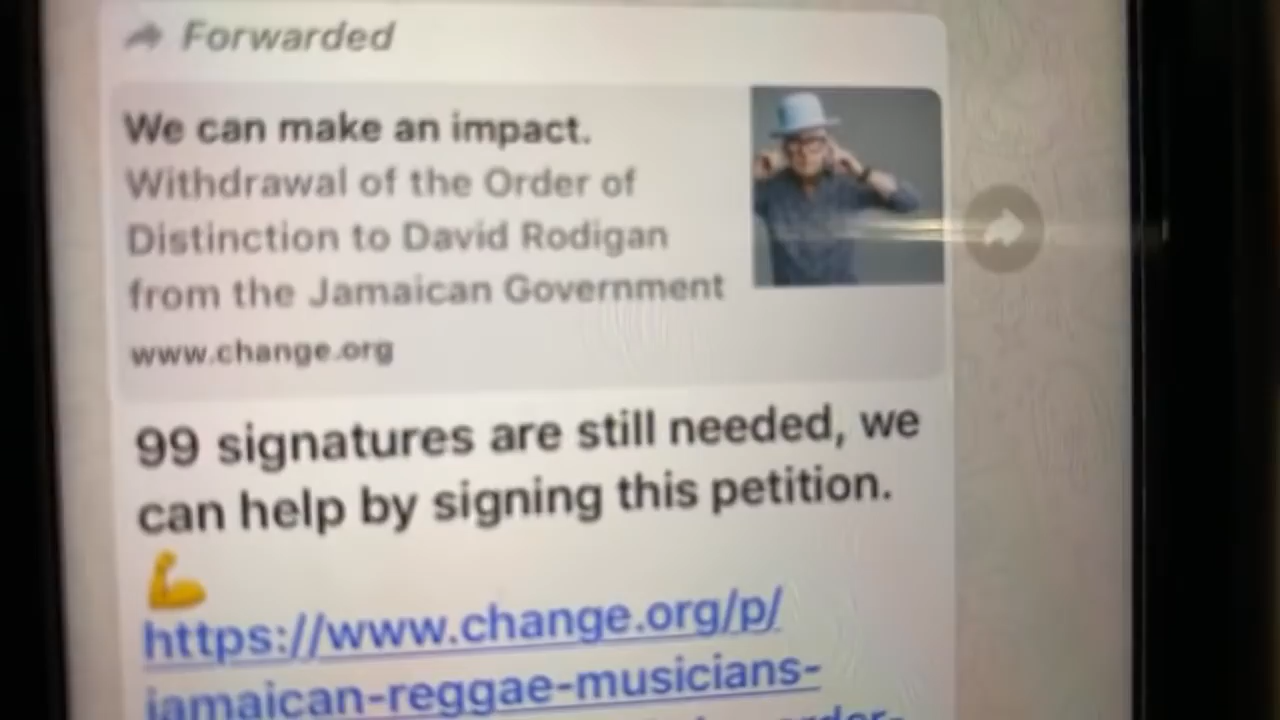 Forwarded
We can make an impact.
Withdrawal of the Order of
Distinction to David Rodigan
from the Jamaican Government
www.change.org
99 signatures are still needed, we
can help by signing this petition.
💪
https://www.change.org/p/
jamaican-reggae-musicians-
order-